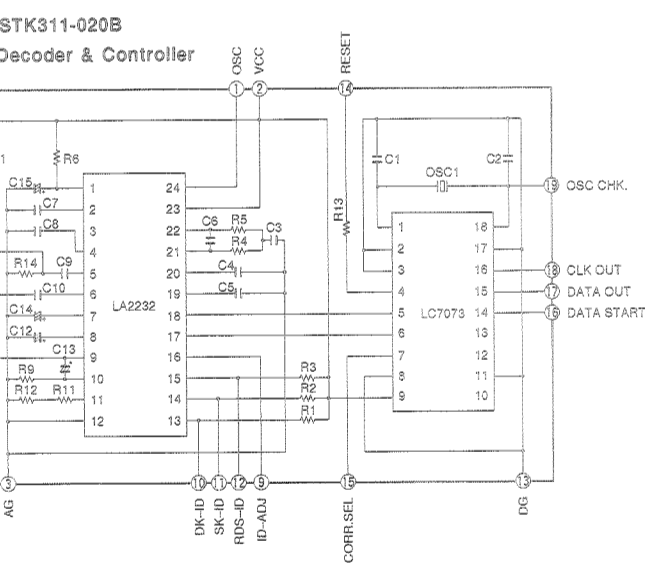 STK311-020B
Decoder & Controller
OSC
VCC
RESET
1
2
14
R6
C15
C7
C8
R14
C9
C10
C14
C12
C13
R9
R12
R11
1
2
3
4
5
6
7
8
9
10
11
12
LA2232
24
23
22
21
20
19
18
17
16
15
14
13
C6
R5
R4
C3
C4
C5
R3
R2
R1
R13
C1
OSC1
C2
1
2
3
4
5
6
7
8
9
LC7073
18
17
16
15
14
13
12
11
10
19 OSC CHK.
18 CLK OUT
17 DATA OUT
16 DATA START
3
10
11
12
9
15
13
AG
DK-ID
SK-ID
RDS-ID
ID-ADJ
CORR.SEL
DG